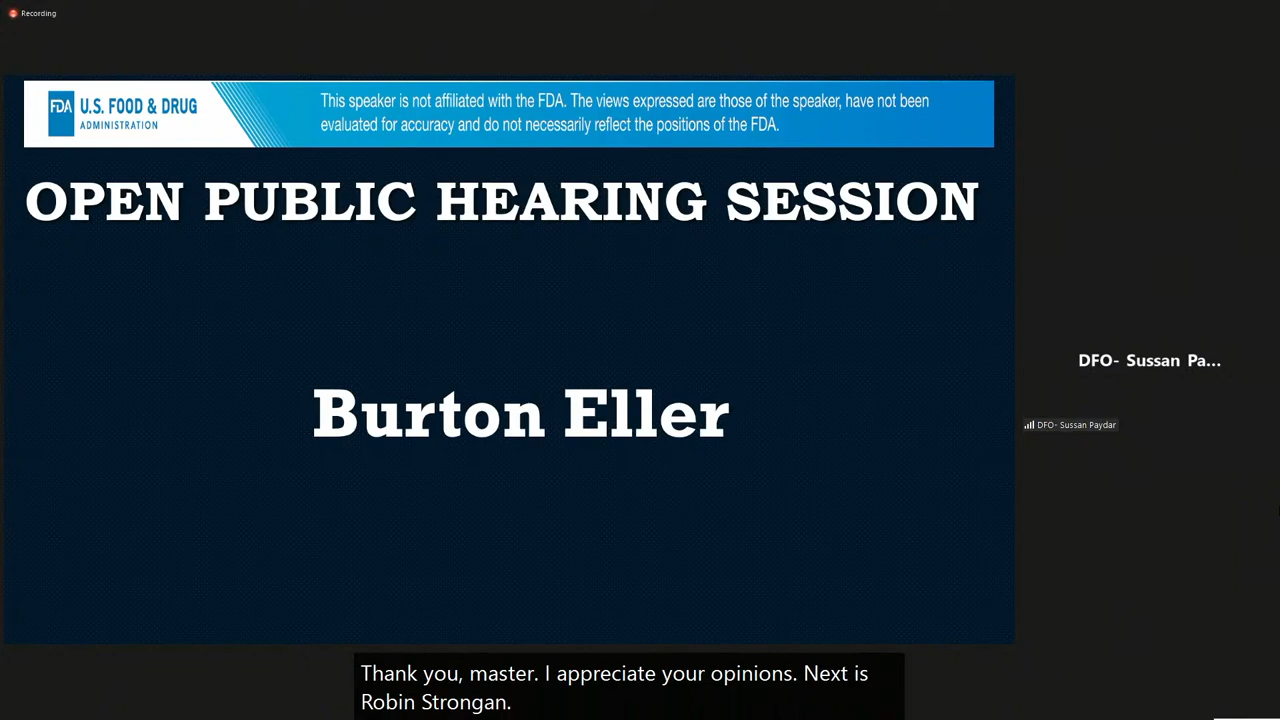 Recording
FDA U.S. FOOD & DRUG
ADMINISTRATION
This speaker is not affiliated with the FDA. The views expressed are those of the speaker, have not been
evaluated for accuracy and do not necessarily reflect the positions of the FDA.
OPEN PUBLIC HEARING SESSION
Burton Eller
DFO- Sussan Pa...
DFO- Sussan Paydar
Thank you, master. I appreciate your opinions. Next is
Robin Strongan.